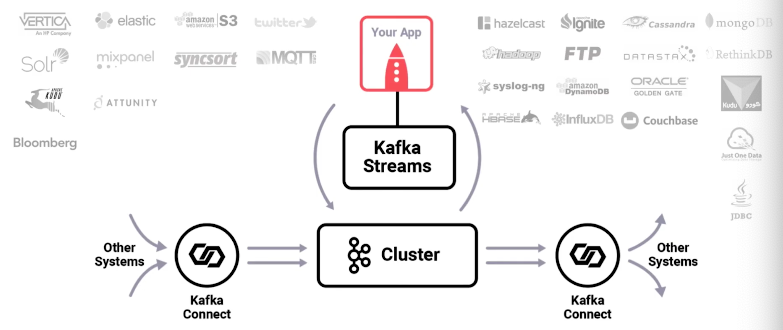 VERTICA
An HP Company
elastic
amazon
web services
S3
twitter
Your App
hazelcast
Ignite
Cassandra
mongoDB
Solr
mixpanel
syncsort
MQTT
hadoop
FTP
DATASTAX
RethinkDB
KUDU
ATTUNITY
syslog-ng
amazon
DynamoDB
ORACLE
GOLDEN GATE
Kudu
Bloomberg
HBASE
InfluxDB
Couchbase
Just One Data
JDBC
Kafka
Streams
Other
Systems
Kafka
Connect
Cluster
Kafka
Connect
Other
Systems